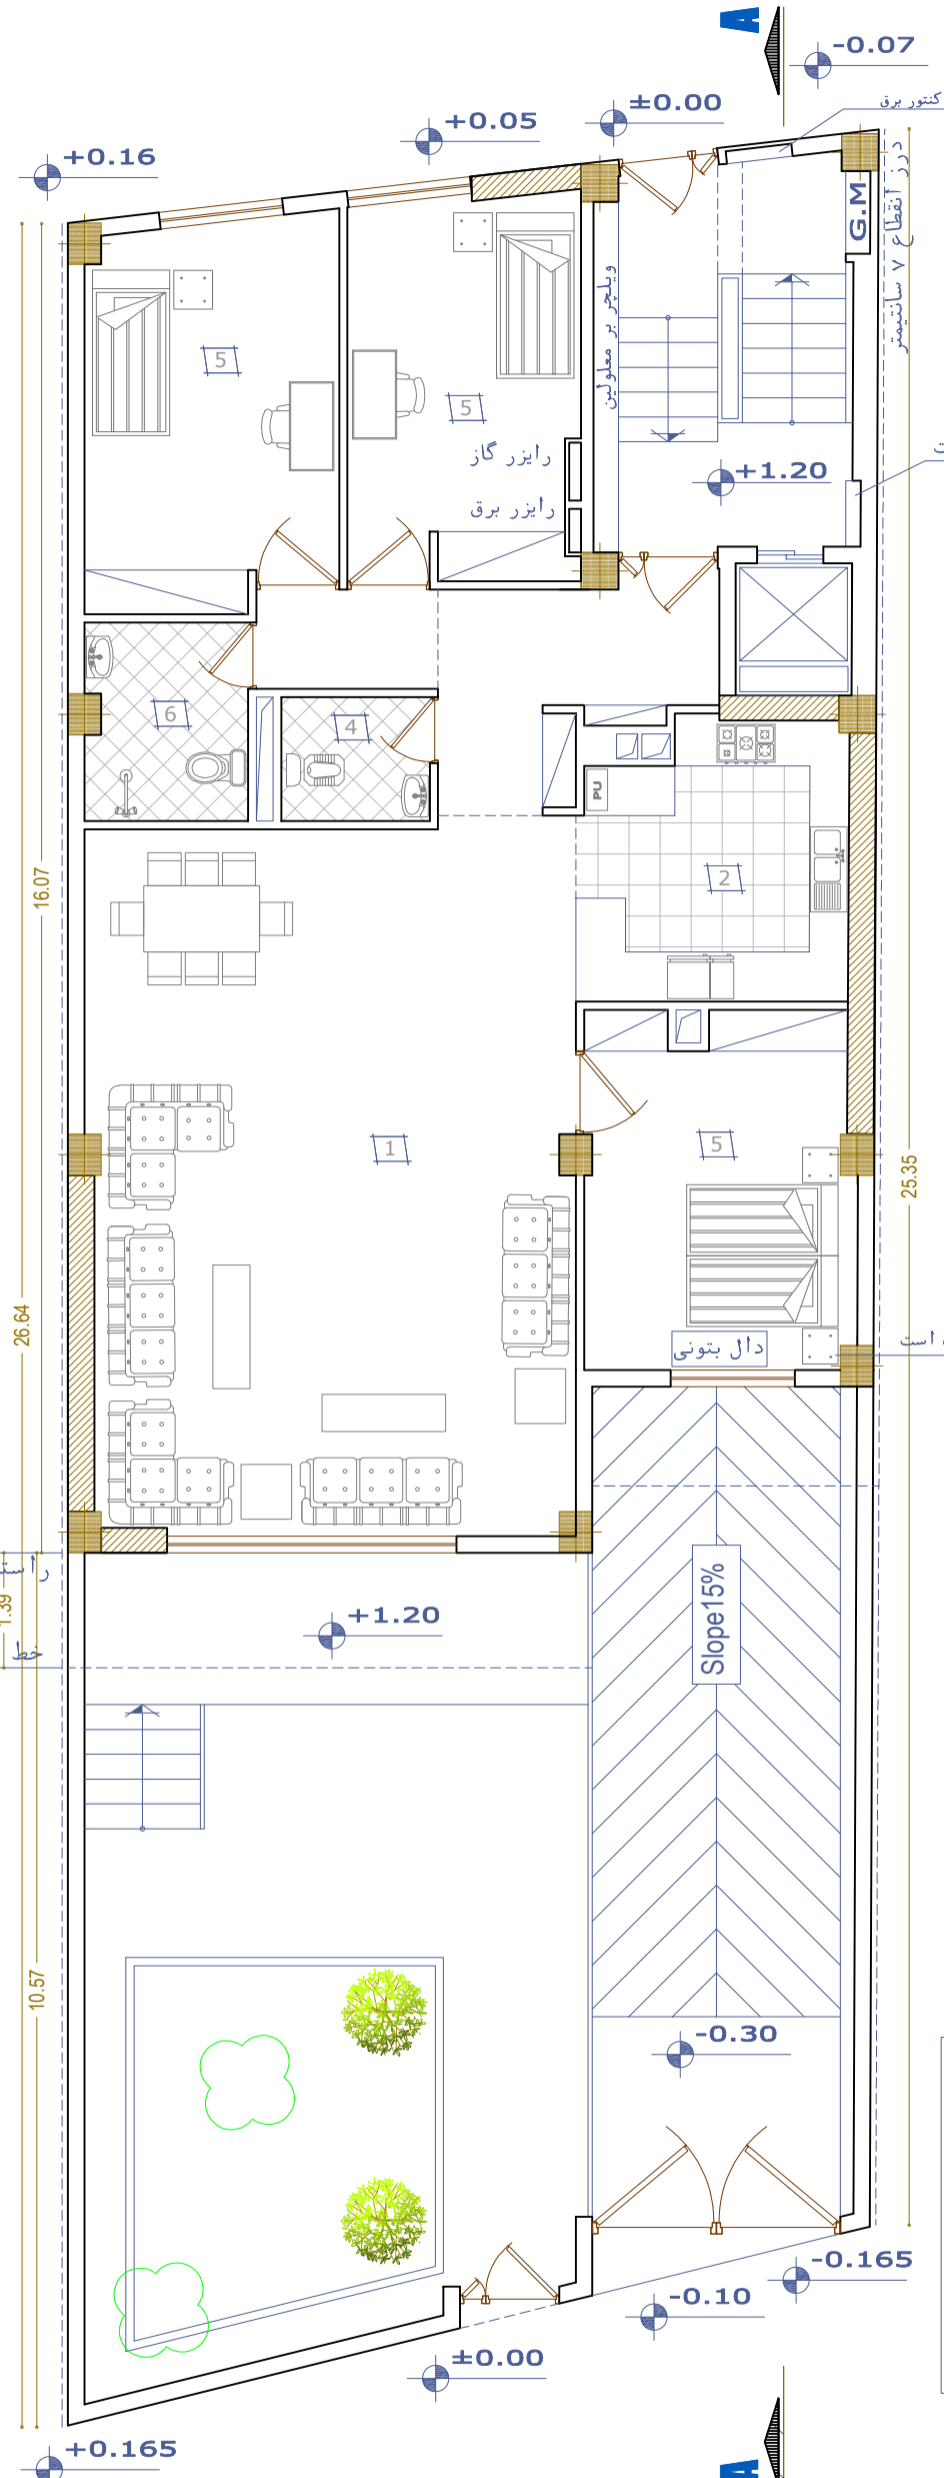 A
-0.07
±0.00
+0.05
+0.16
کنتور برق
G.M
درز انقطاع ۷ سانتیمتر
ویلچر بر معلولین
5
5
رایزر گاز
رایزر برق
+1.20
6
4
PU
2
16.07
26.64
25.35
1
5
دال بتونی
است
1.39
خط
+1.20
Slope15%
10.57
-0.30
-0.165
-0.10
±0.00
+0.165
A